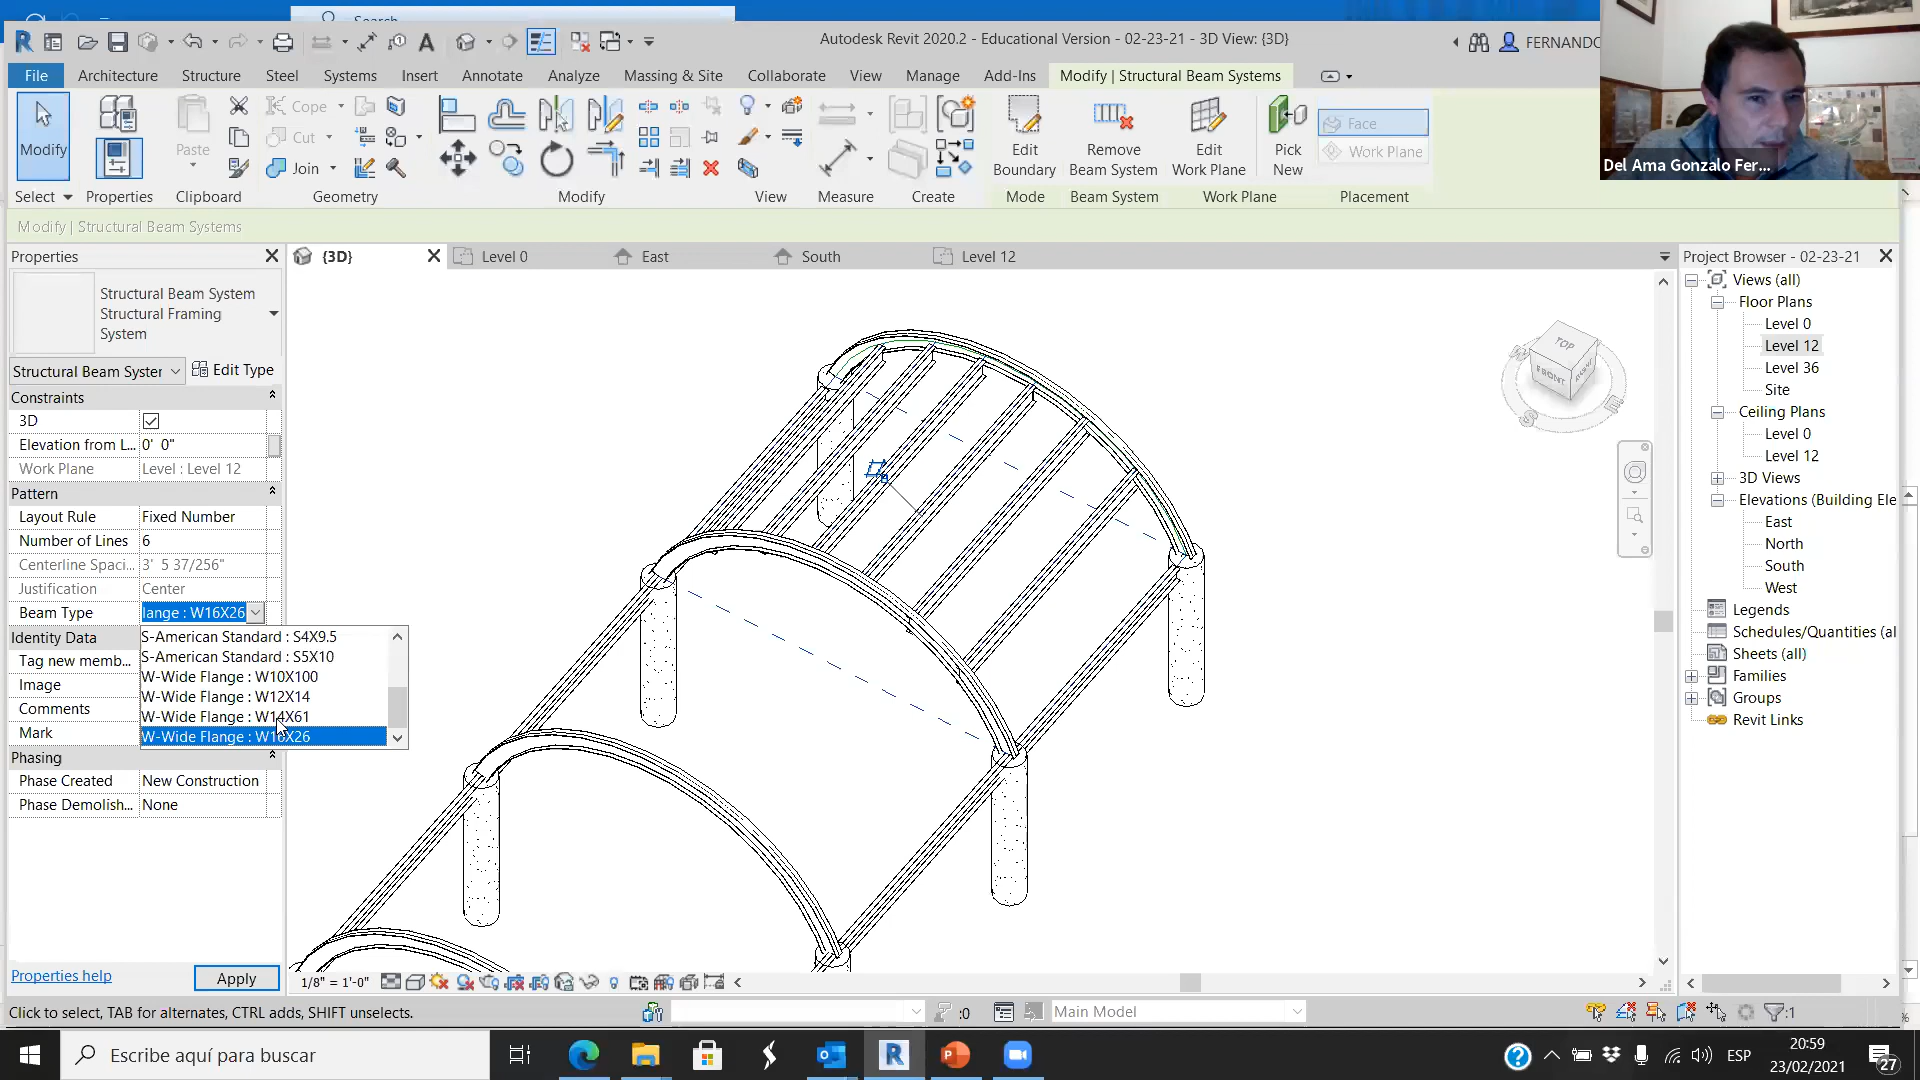 Search
Autodesk Revit 2020.2 - Educational Version - 02-23-21 - 3D View: {3D}
FERNANDO
File Architecture Structure Steel Systems Insert Annotate Analyze Massing & Site Collaborate View Manage Add-Ins Modify | Structural Beam Systems
Modify
Paste
Cope
Cut
Join
Edit Boundary
Remove Beam System
Edit Work Plane
Pick New
Face
Work Plane
Select Properties Clipboard Geometry Modify View Measure Create Mode Beam System Work Plane Placement
Del Ama Gonzalo Fer...
Modify | Structural Beam Systems
Properties
{3D} Level 0 East South Level 12
Project Browser - 02-23-21
Structural Beam System
Structural Framing
System
Structural Beam Syster Edit Type
Constraints
3D
Elevation from L... 0' 0"
Work Plane Level : Level 12
Pattern
Layout Rule Fixed Number
Number of Lines 6
Centerline Spaci... 3' 5 37/256"
Justification Center
Beam Type lange : W16X26
Identity Data
Tag new memb...
Image
Comments
Mark
S-American Standard : S4X9.5
S-American Standard : S5X10
W-Wide Flange : W10X100
W-Wide Flange : W12X14
W-Wide Flange : W14X61
W-Wide Flange : W16X26
Phasing
Phase Created New Construction
Phase Demolish... None
Properties help Apply
TOP
FRONT
RIGHT
W
S
E
Views (all)
Floor Plans
Level 0
Level 12
Level 36
Site
Ceiling Plans
Level 0
Level 12
3D Views
Elevations (Building Ele
East
North
South
West
Legends
Schedules/Quantities (al
Sheets (all)
Families
Groups
Revit Links
1/8" = 1'-0"
Click to select, TAB for alternates, CTRL adds, SHIFT unselects.
:0
Main Model
:1
Escribe aquí para buscar
ESP
20:59
23/02/2021
27